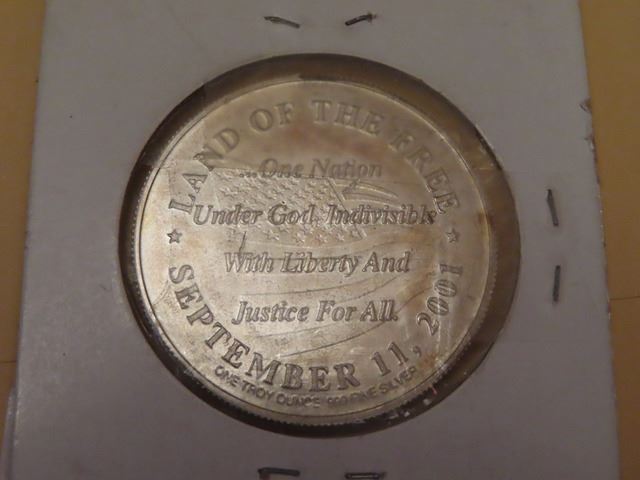 LAND OF THE FREE
...One Nation
Under God, Indivisible
With Liberty And
Justice For All.
SEPTEMBER 11, 2001
ONE TROY OUNCE .999 FINE SILVER